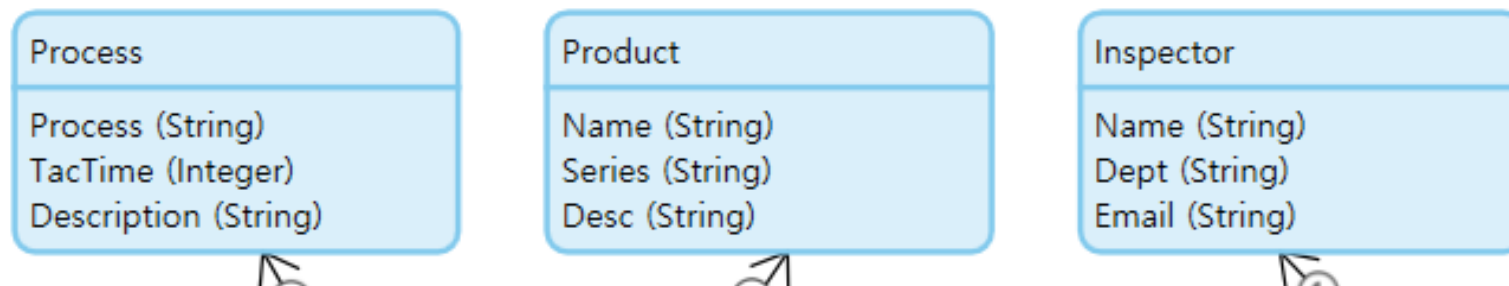 Process
Process (String)
TacTime (Integer)
Description (String)
Product
Name (String)
Series (String)
Desc (String)
Inspector
Name (String)
Dept (String)
Email (String)